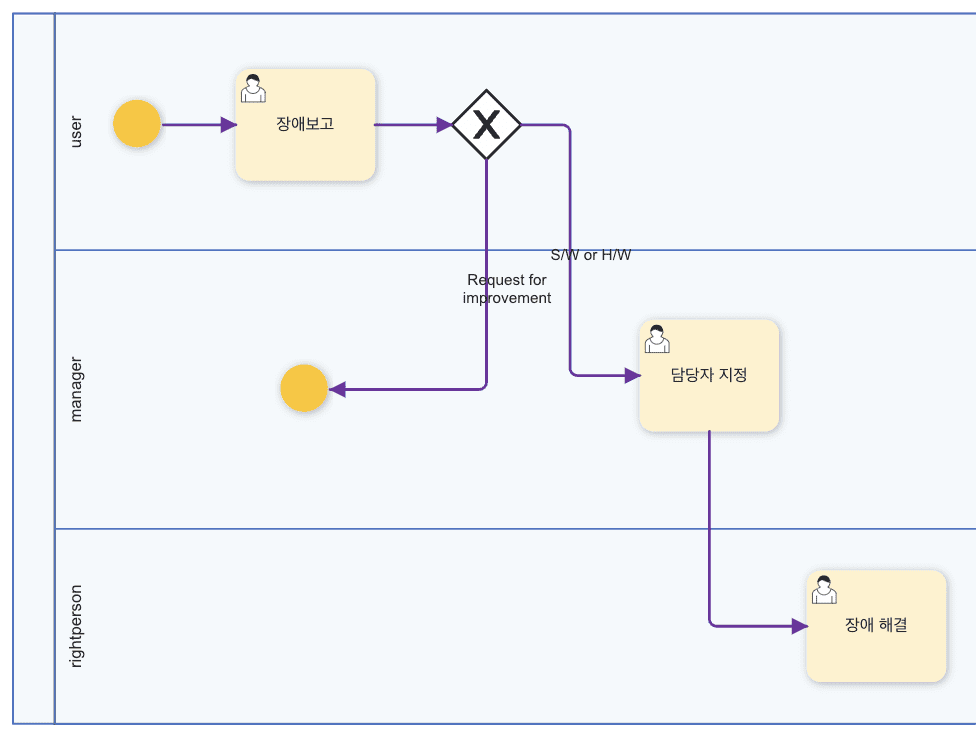 user
장애보고
S/W or H/W
Request for
improvement
manager
담당자 지정
rightperson
장애 해결